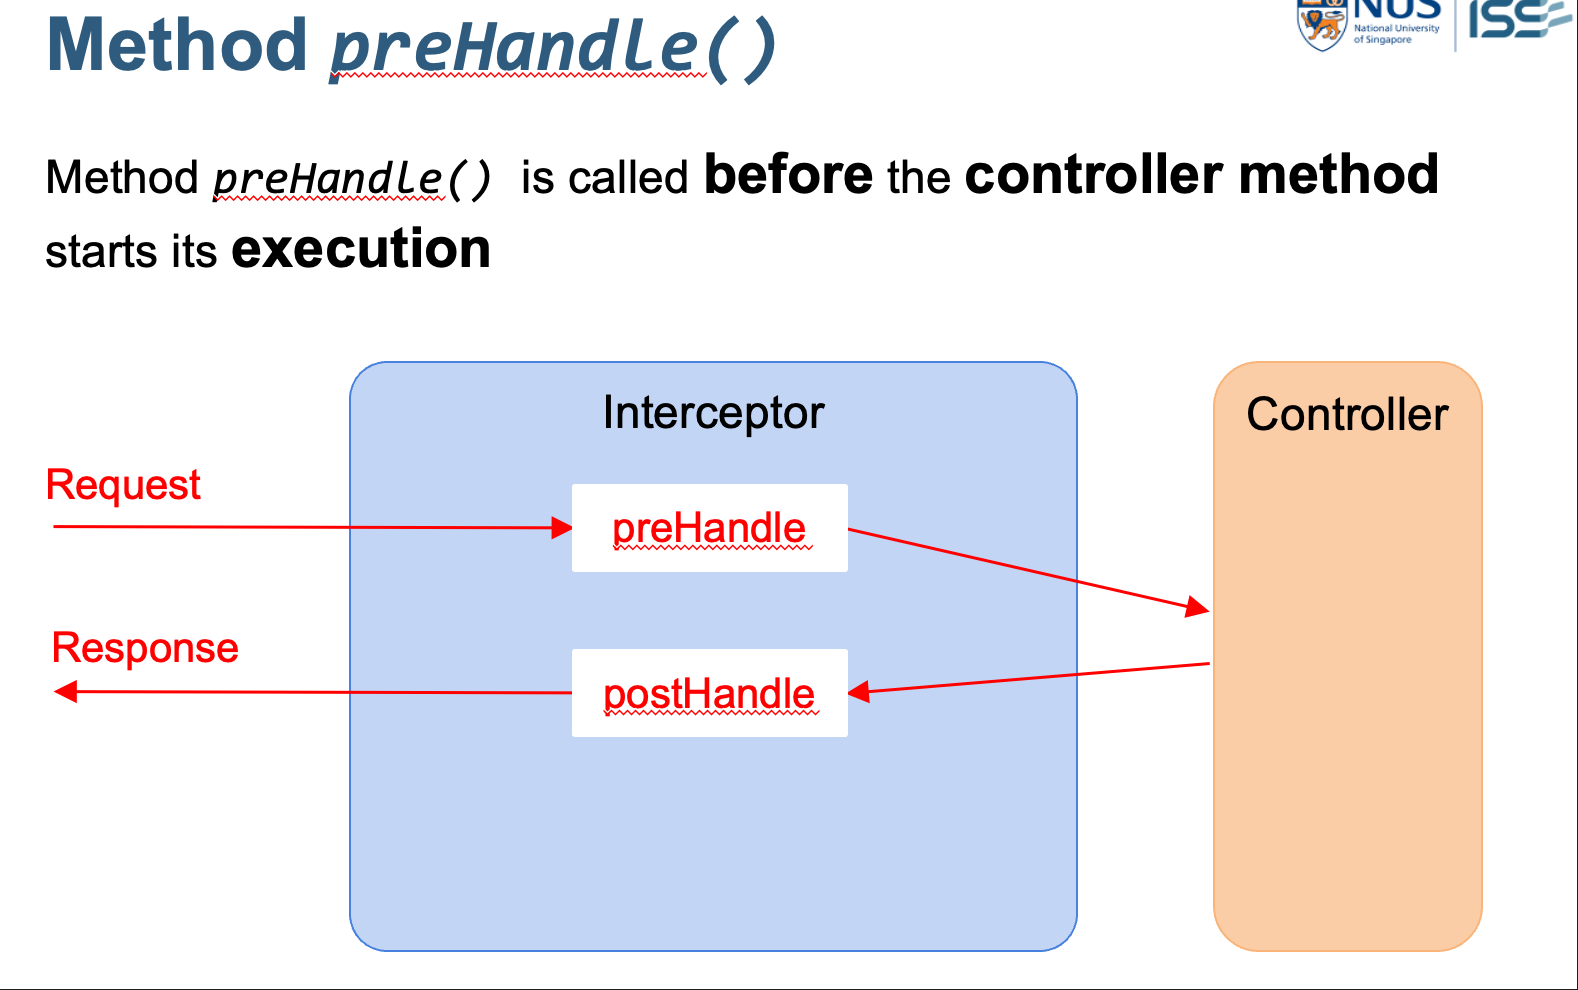 Method preHandle()
NUS
National University
of Singapore
ISS
Method preHandle() is called before the controller method
starts its execution
Interceptor
Controller
Request
preHandle
Response
postHandle